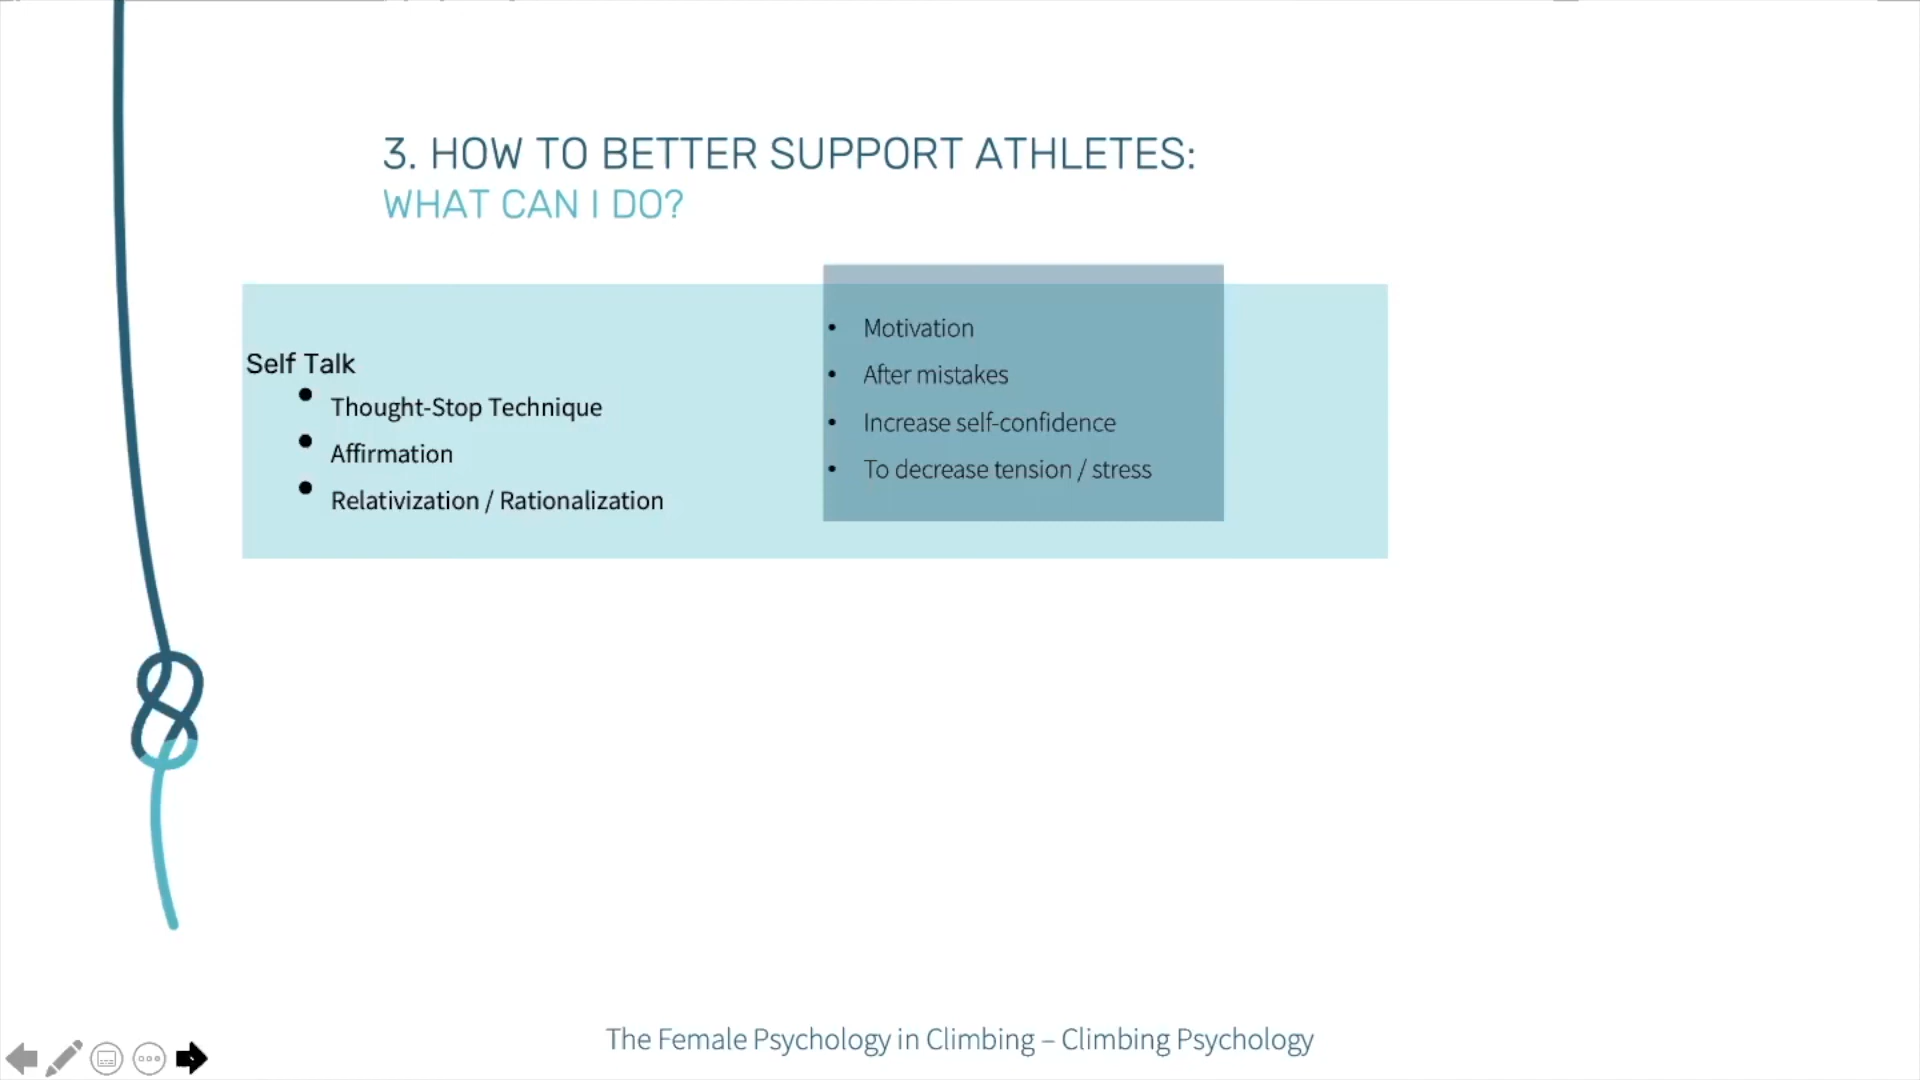 3. HOW TO BETTER SUPPORT ATHLETES:
WHAT CAN I DO?
Self Talk
• Thought-Stop Technique
• Affirmation
• Relativization / Rationalization
• Motivation
• After mistakes
• Increase self-confidence
• To decrease tension / stress
The Female Psychology in Climbing – Climbing Psychology